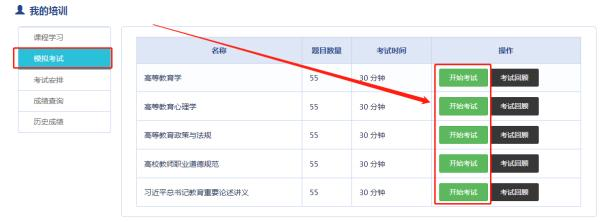 我的培训
课程学习
模拟考试
考试安排
成绩查询
历史成绩
名称 题目数量 考试时间 操作
高等教育学 55 30 分钟 开始考试 考试回顾
高等教育心理学 55 30 分钟 开始考试 考试回顾
高等教育政策与法规 55 30 分钟 开始考试 考试回顾
高校教师职业道德规范 55 30 分钟 开始考试 考试回顾
习近平总书记教育重要论述讲义 55 30 分钟 开始考试 考试回顾